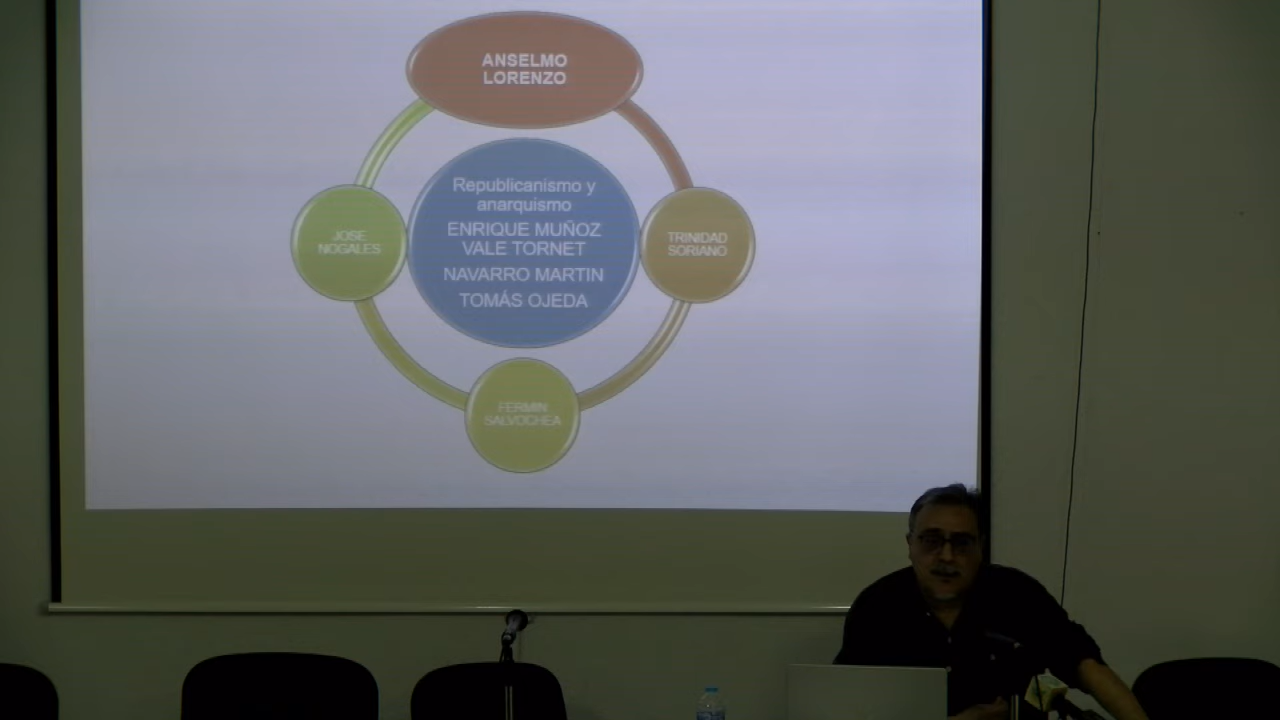 ANSELMO
LORENZO
Republicanismo y
anarquismo
ENRIQUE MUÑOZ
VALE TORNET
NAVARRO MARTIN
TOMÁS OJEDA
JOSE
NOGALES
TRINIDAD
SORIANO
FERMIN
SALVOCHEA